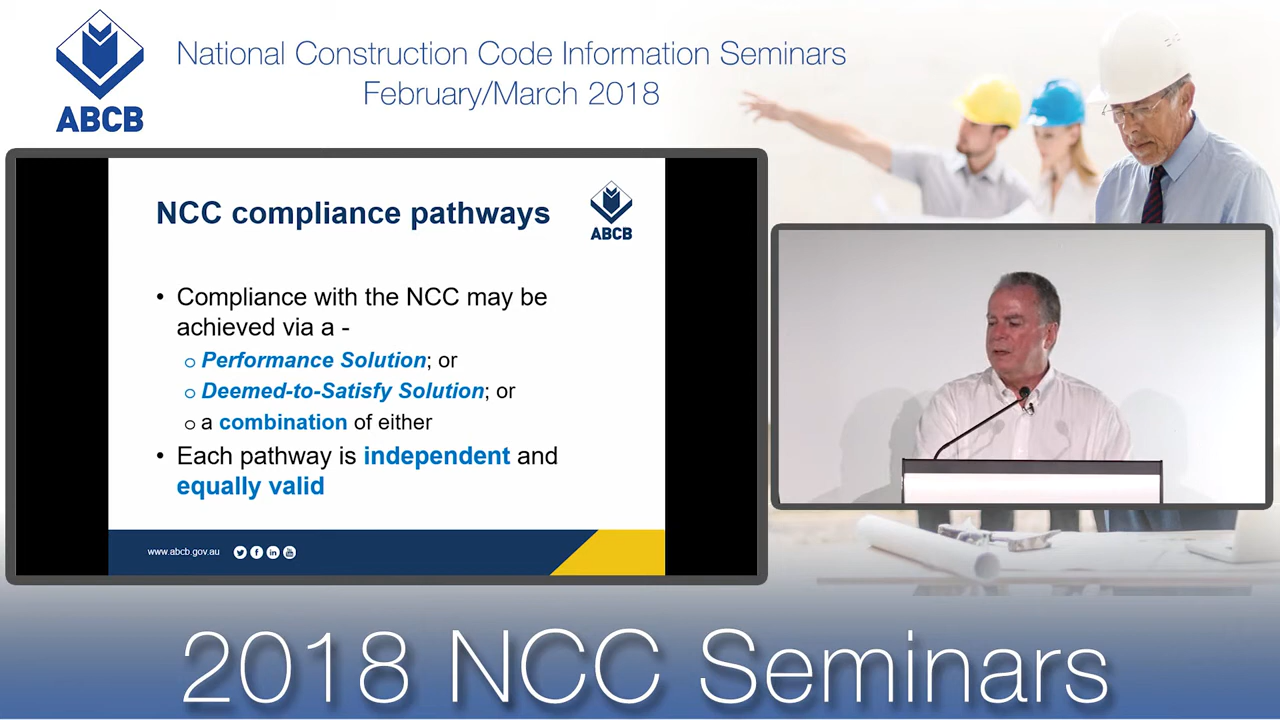 ABCB
National Construction Code Information Seminars
February/March 2018
NCC compliance pathways
ABCB
• Compliance with the NCC may be
achieved via a -
o Performance Solution; or
o Deemed-to-Satisfy Solution; or
o a combination of either
• Each pathway is independent and
equally valid
www.abcb.gov.au
2018 NCC Seminars